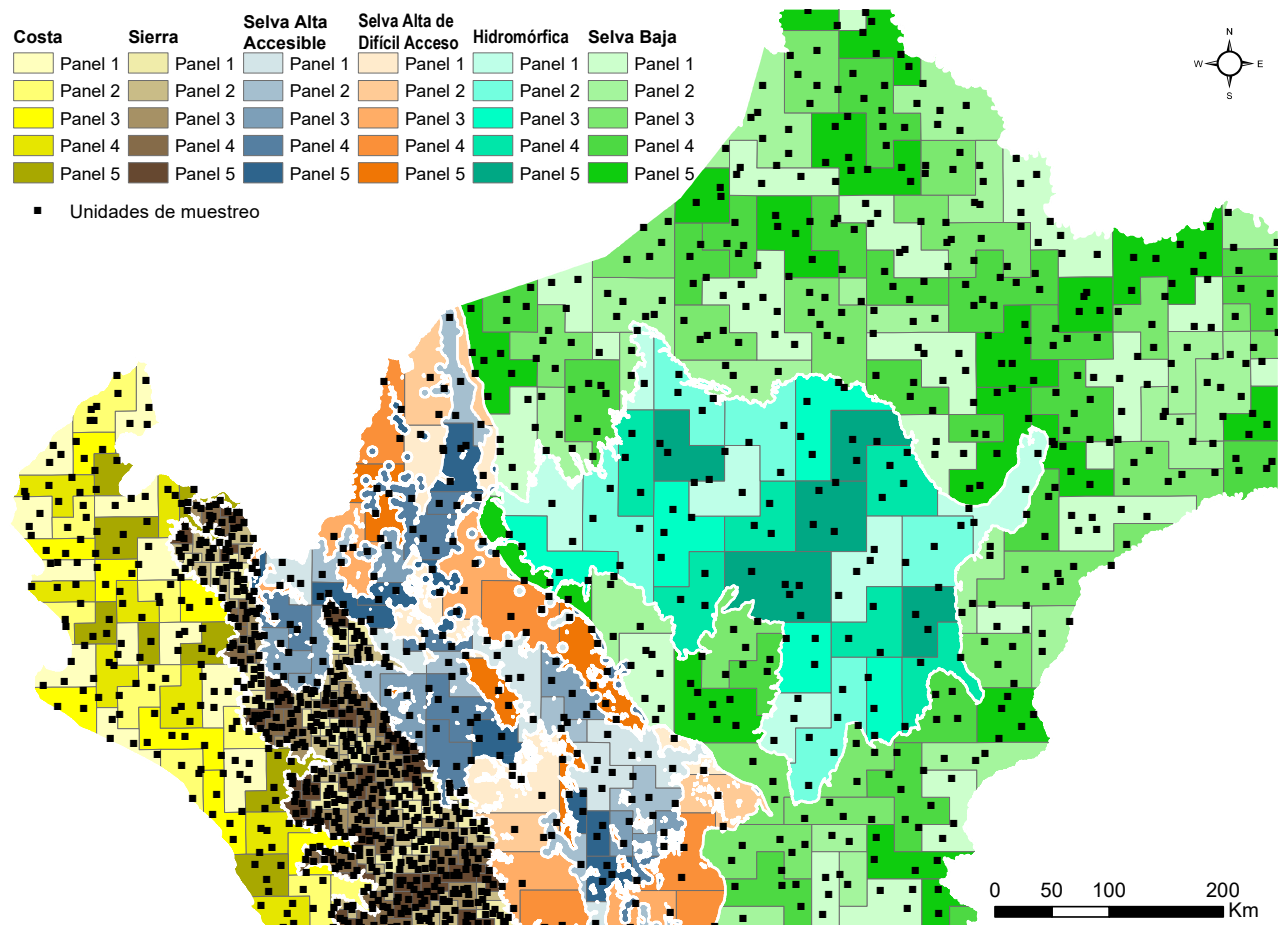 Costa
Sierra
Selva Alta
Accesible
Selva Alta de
Difícil Acceso
Hidromórfica
Selva Baja
Panel 1 Panel 1 Panel 1 Panel 1 Panel 1 Panel 1
Panel 2 Panel 2 Panel 2 Panel 2 Panel 2 Panel 2
Panel 3 Panel 3 Panel 3 Panel 3 Panel 3 Panel 3
Panel 4 Panel 4 Panel 4 Panel 4 Panel 4 Panel 4
Panel 5 Panel 5 Panel 5 Panel 5 Panel 5 Panel 5
Unidades de muestreo
N
W E
S
0 50 100 200
Km